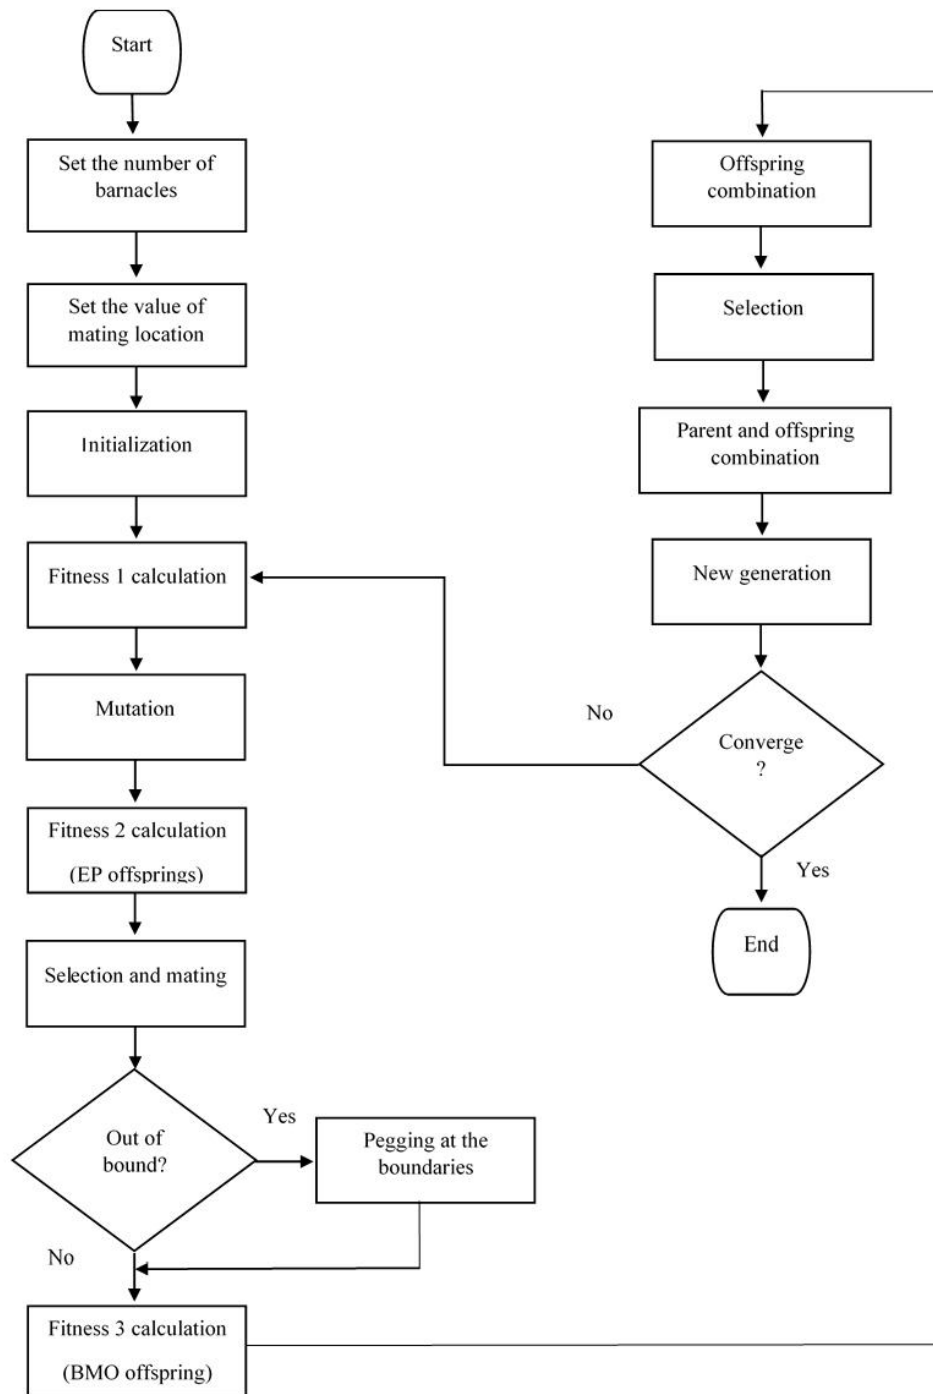 Start
Set the number of
barnacles
Set the value of
mating location
Initialization
Fitness 1 calculation
Mutation
Fitness 2 calculation
(EP offsprings)
Selection and mating
Out of
bound?
Yes
Pegging at the
boundaries
No
Fitness 3 calculation
(BMO offspring)
Offspring
combination
Selection
Parent and offspring
combination
New generation
Converge
?
No
Yes
End